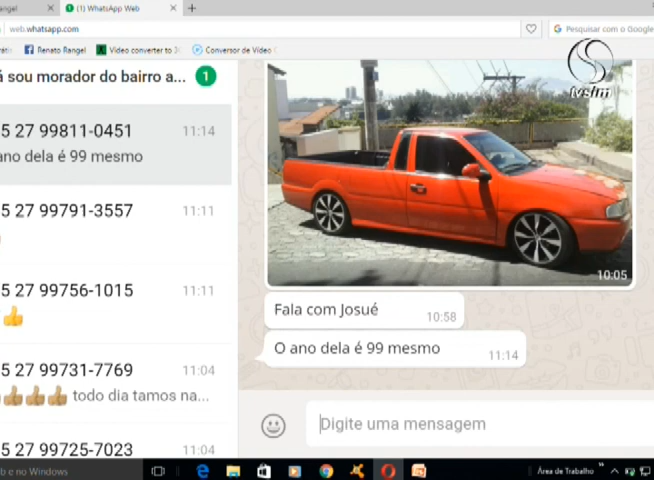 angel
(1) WhatsApp Web
web.whatsapp.com
Pesquisar com o Google
Renato Rangel
Video converter to 3
Conversor de Vídeo
tvsim
á sou morador do bairro a...
1
5 27 99811-0451
11:14
ano dela é 99 mesmo
5 27 99791-3557
11:11
5 27 99756-1015
11:11
5 27 99731-7769
11:04
todo dia tamos na...
5 27 99725-7023
11:04
10:05
Fala com Josué
10:58
O ano dela é 99 mesmo
11:14
Digite uma mensagem
b e no Windows
Área de Trabalho